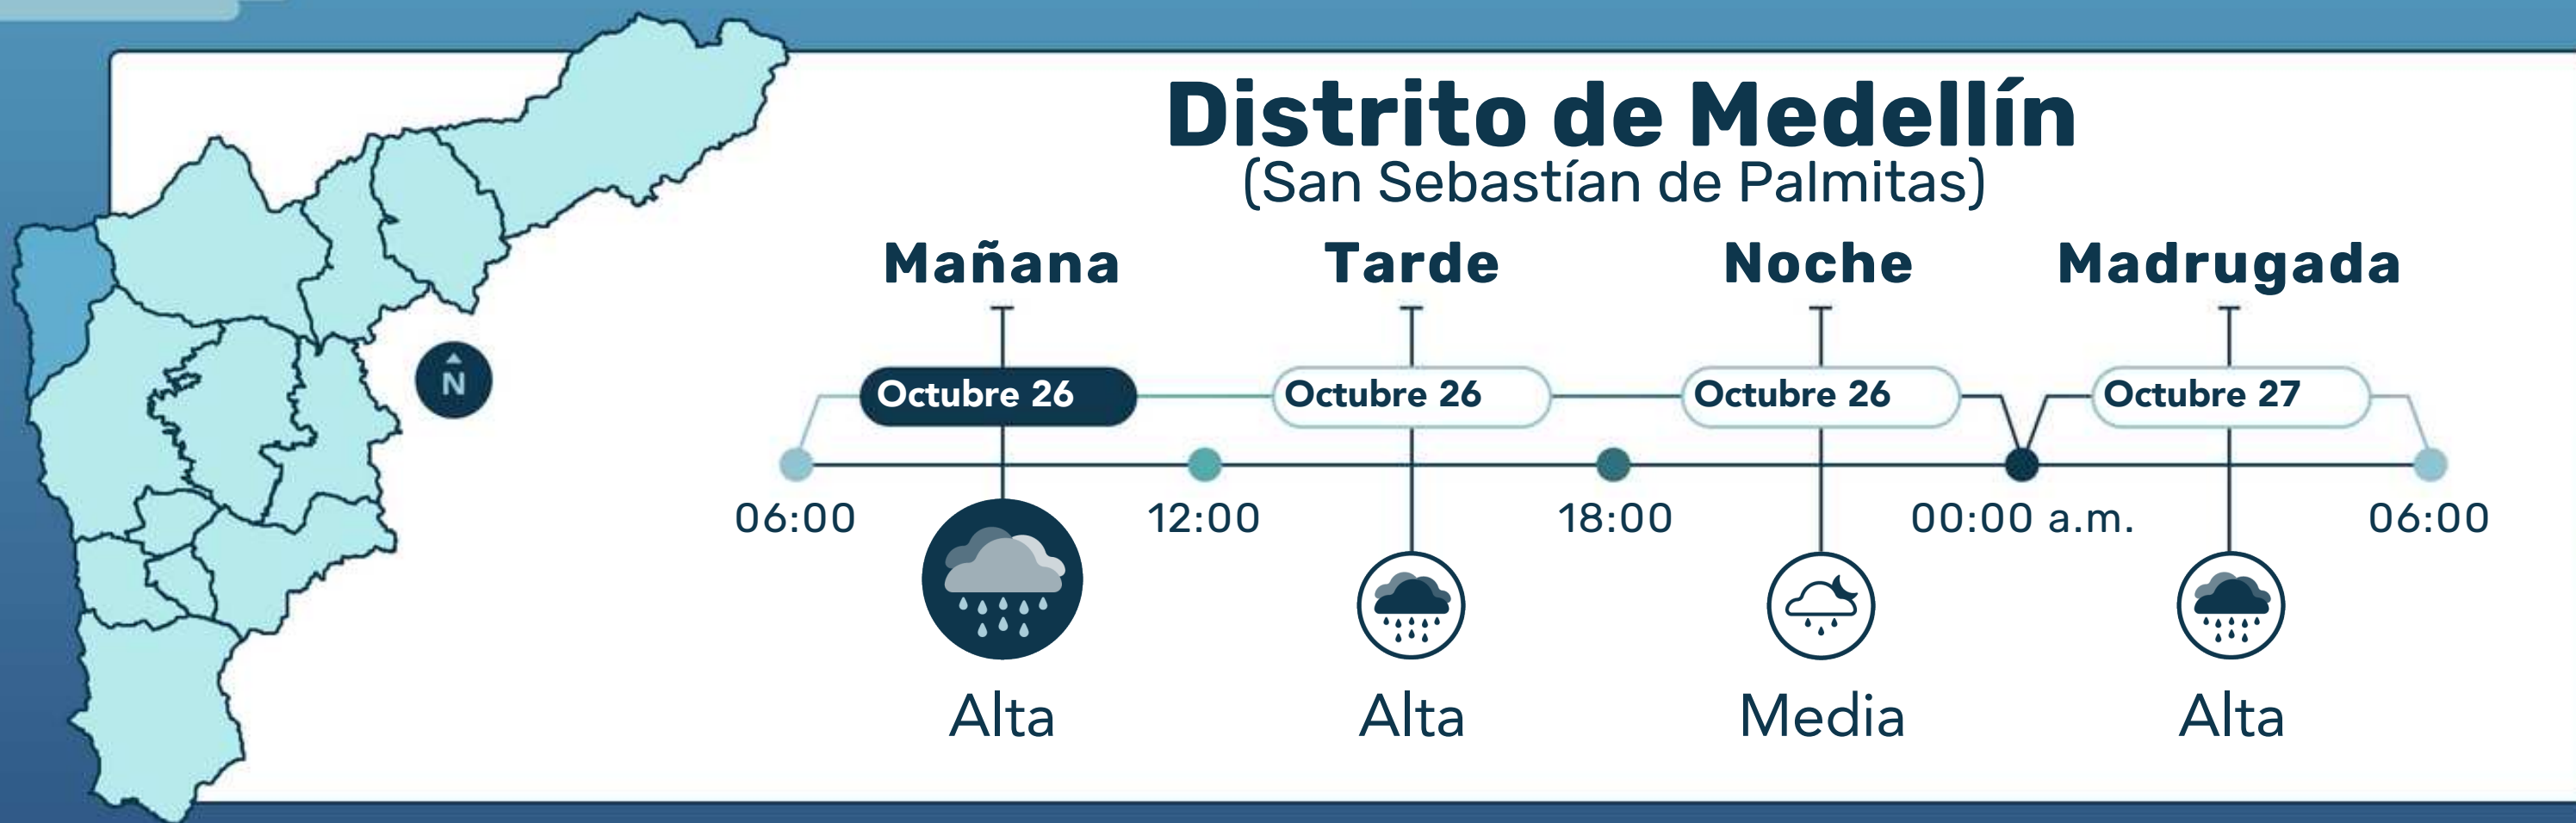 Distrito de Medellín
(San Sebastían de Palmitas)
Mañana Tarde Noche Madrugada
Octubre 26 Octubre 26 Octubre 26 Octubre 27
N
06:00 12:00 18:00 00:00 a.m. 06:00
Alta Alta Media Alta